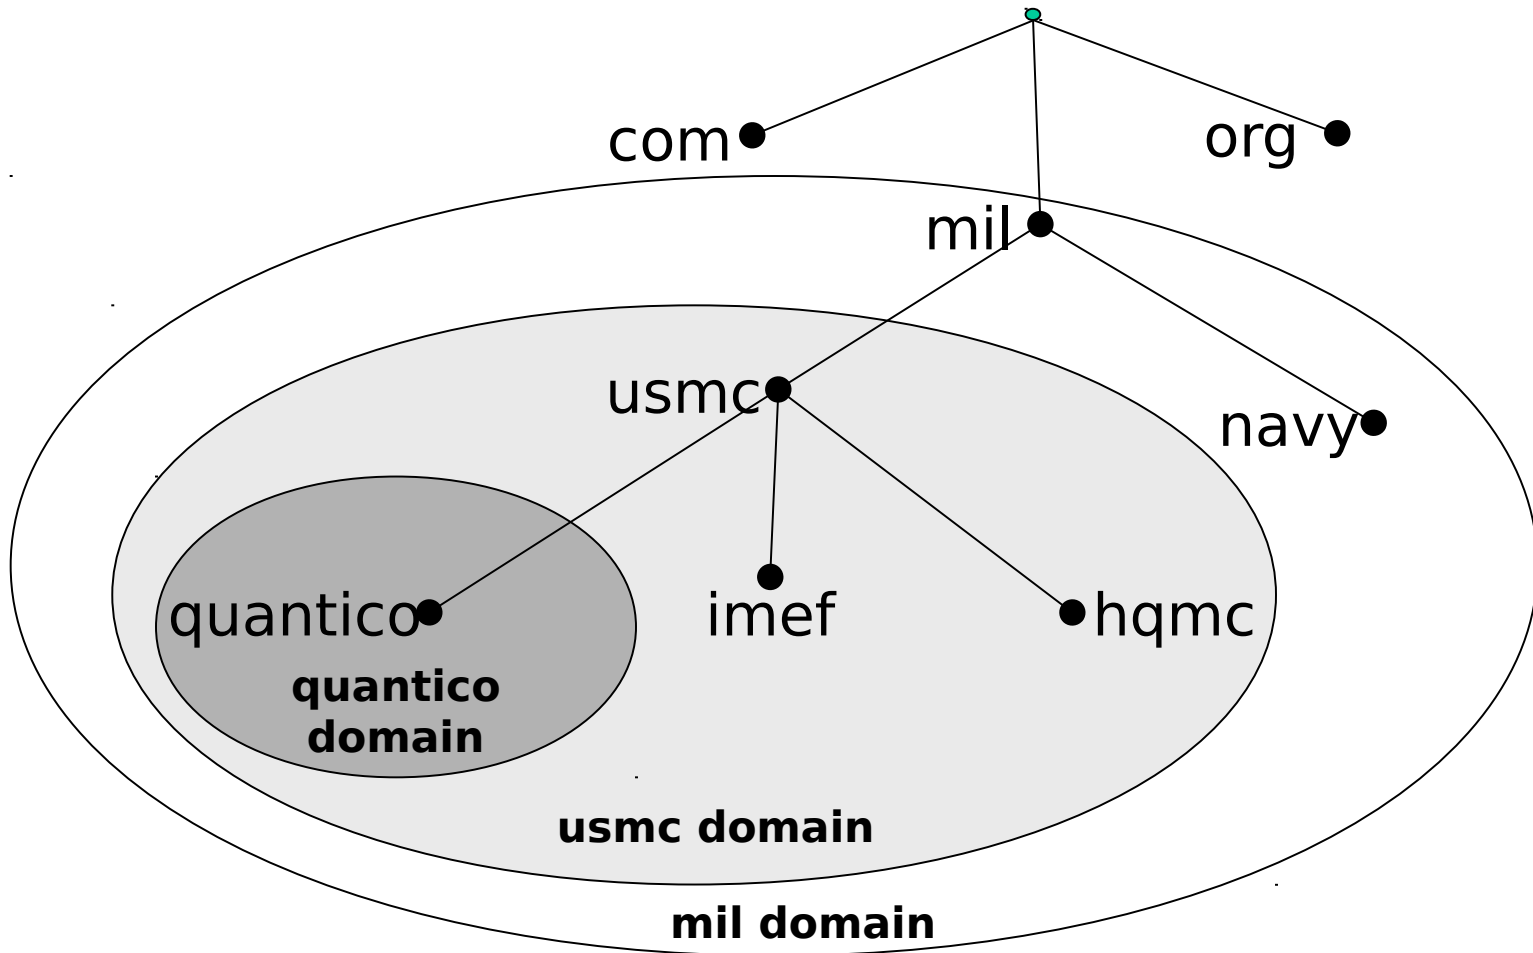 com
org
mil
usmc
navy
quantico
imef
hqmc
quantico
domain
usmc domain
mil domain